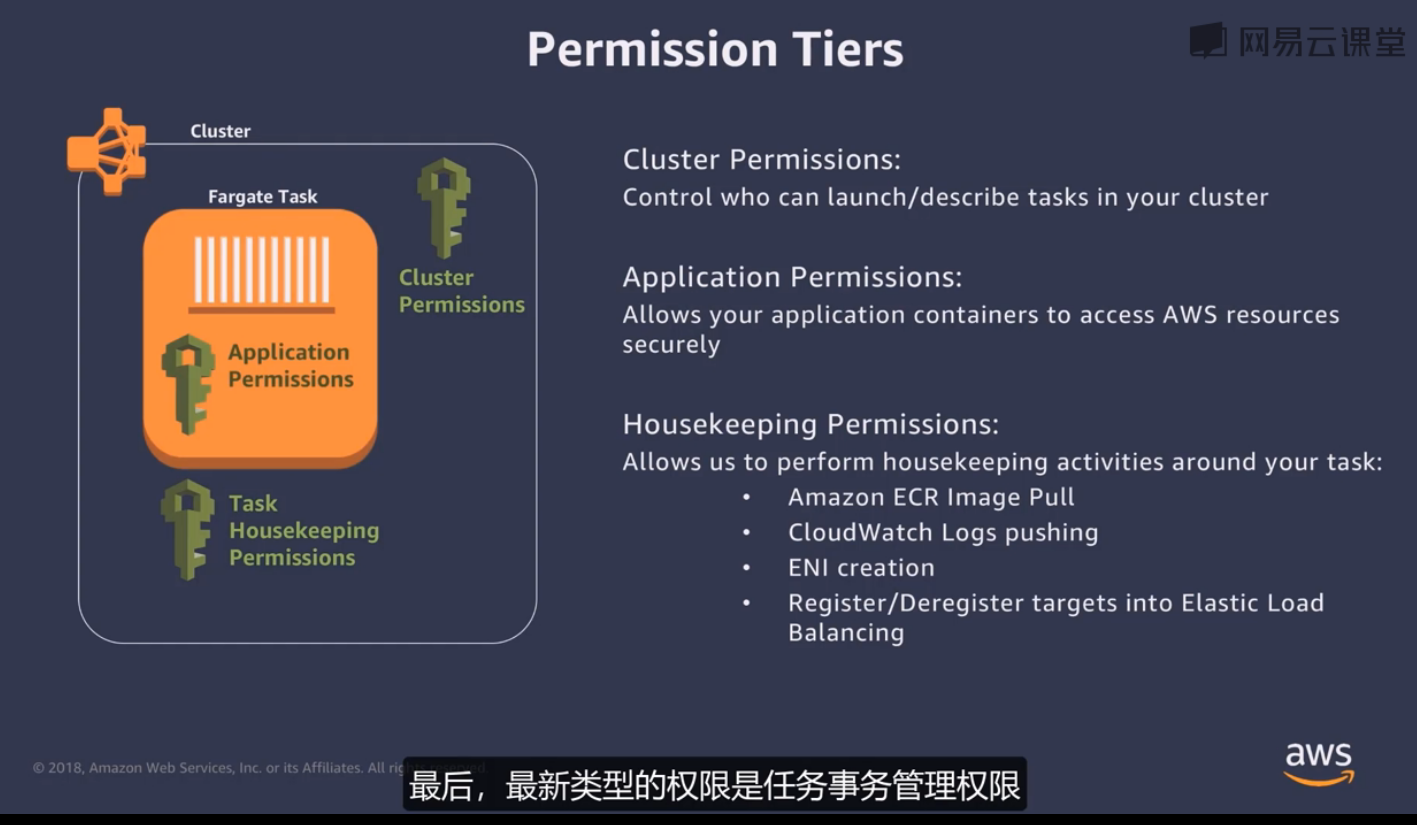 Permission Tiers
网易云课堂
Cluster
Fargate Task
Cluster
Permissions
Application
Permissions
Task
Housekeeping
Permissions
Cluster Permissions:
Control who can launch/describe tasks in your cluster
Application Permissions:
Allows your application containers to access AWS resources
securely
Housekeeping Permissions:
Allows us to perform housekeeping activities around your task:
• Amazon ECR Image Pull
• CloudWatch Logs pushing
• ENI creation
• Register/Deregister targets into Elastic Load
Balancing
© 2018, Amazon Web Services, Inc. or its Affiliates. All rights reserved.
aws
最后，最新类型的权限是任务事务管理权限